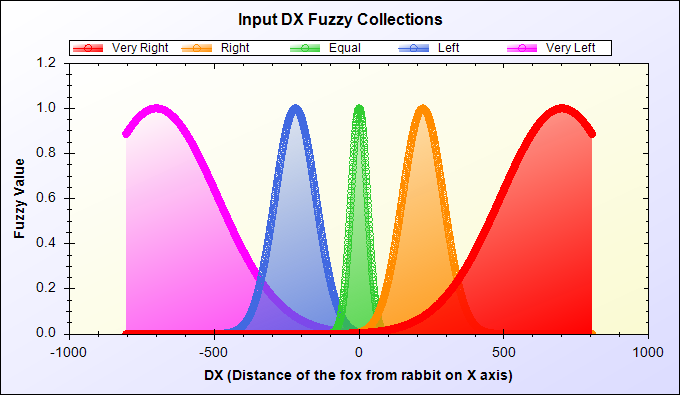 Input DX Fuzzy Collections
Very Right Right Equal Left Very Left
1.2
1.0
0.8
0.6
0.4
0.2
0.0
Fuzzy Value
-1000 -500 0 500 1000
DX (Distance of the fox from rabbit on X axis)